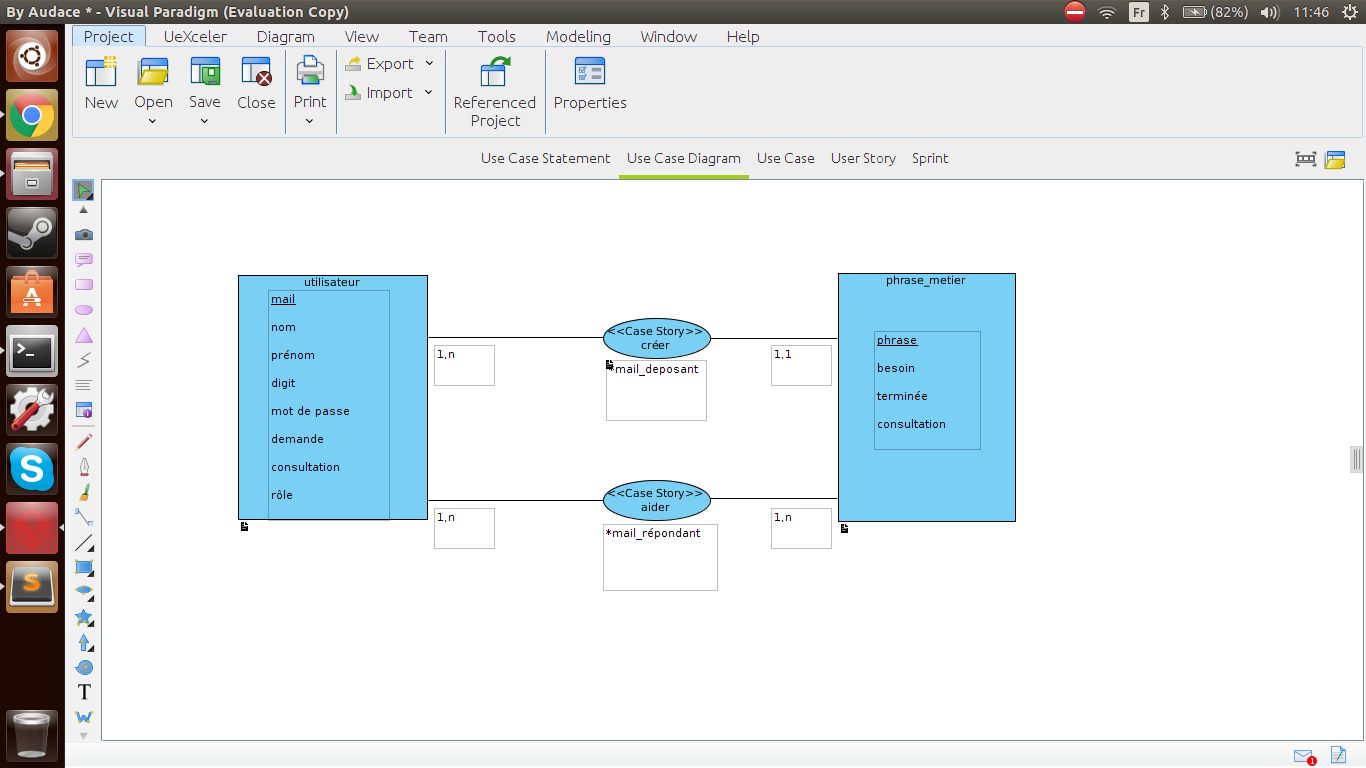 By Audace * - Visual Paradigm (Evaluation Copy)
Fr (82%) 11:46
Project UeXceler Diagram View Team Tools Modeling Window Help
Export
Import
New Open Save Close Print Referenced Project Properties
Use Case Statement Use Case Diagram Use Case User Story Sprint
utilisateur
mail
nom
prénom
digit
mot de passe
demande
consultation
rôle
1,n
<<Case Story>>
créer
*mail_deposant
1,1
phrase_metier
phrase
besoin
terminée
consultation
1,n
<<Case Story>>
aider
*mail_répondant
1,n
T
W
A
S
S
1